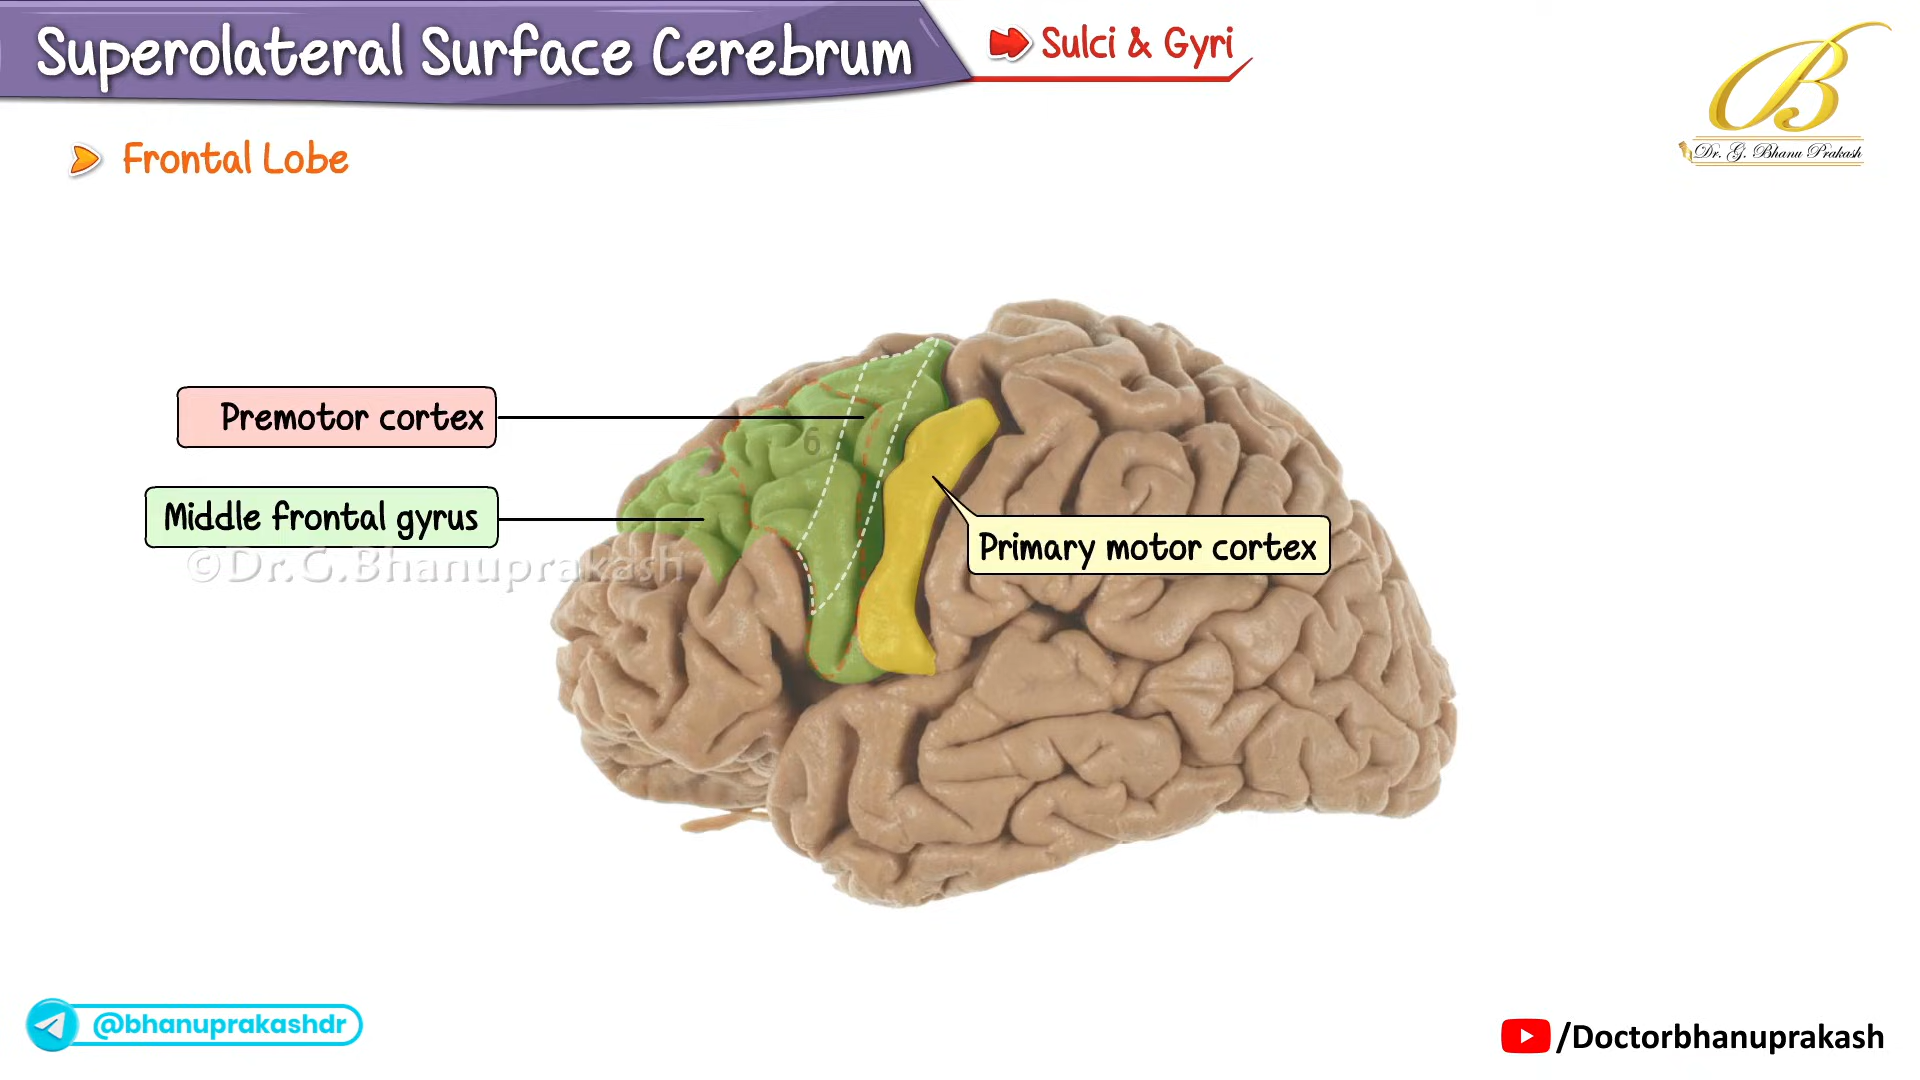 Superolateral Surface Cerebrum
Sulci & Gyri
Dr. G. Bhanu Prakash
Frontal Lobe
Premotor cortex
6
Middle frontal gyrus
Primary motor cortex
©Dr.G.Bhanuprakash
@bhanuprakashdr
/Doctorbhanuprakash